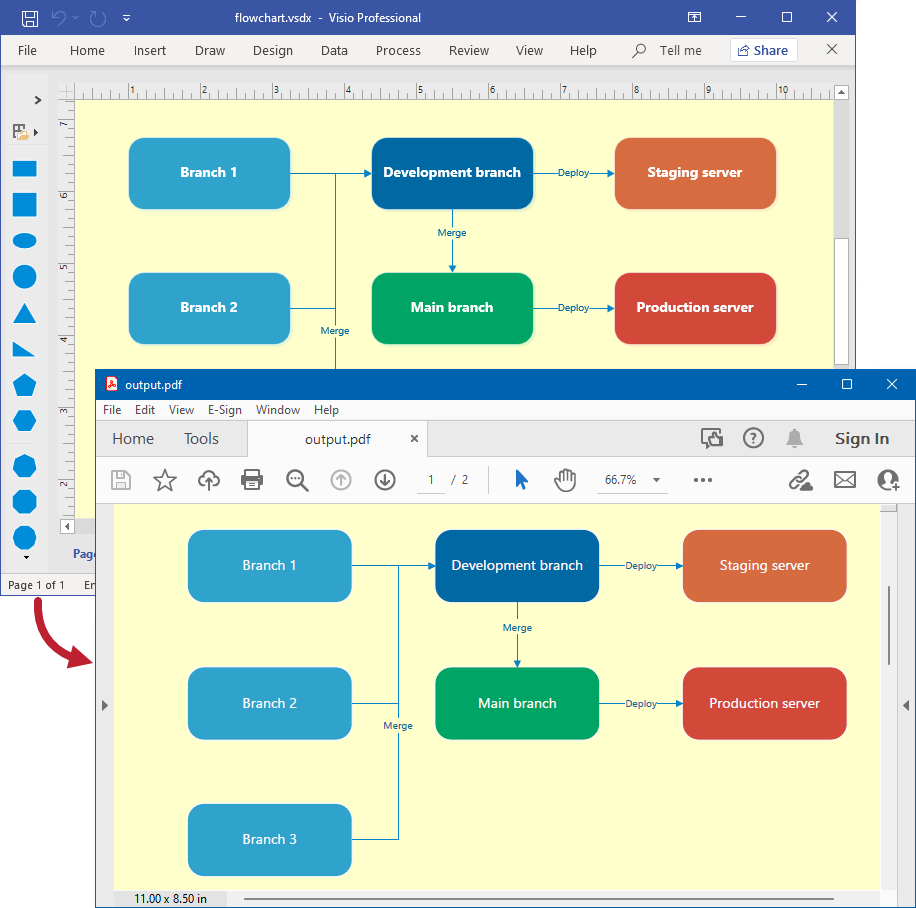 flowchart.vsdx - Visio Professional
File Home Insert Draw Design Data Process Review View Help Tell me Share
1 2 3 4 5 6 7 8 9 10
7
Branch 1 Development branch Deploy Staging server
6
Merge
5
Branch 2 Main branch Deploy Production server
4
Merge
3
2
Page
Page 1 of 1 En
output.pdf
File Edit View E-Sign Window Help
Home Tools output.pdf Sign In
1 / 2 66.7%
Branch 1 Development branch Deploy Staging server
Merge
Branch 2 Main branch Deploy Production server
Merge
Branch 3
11.00 x 8.50 in